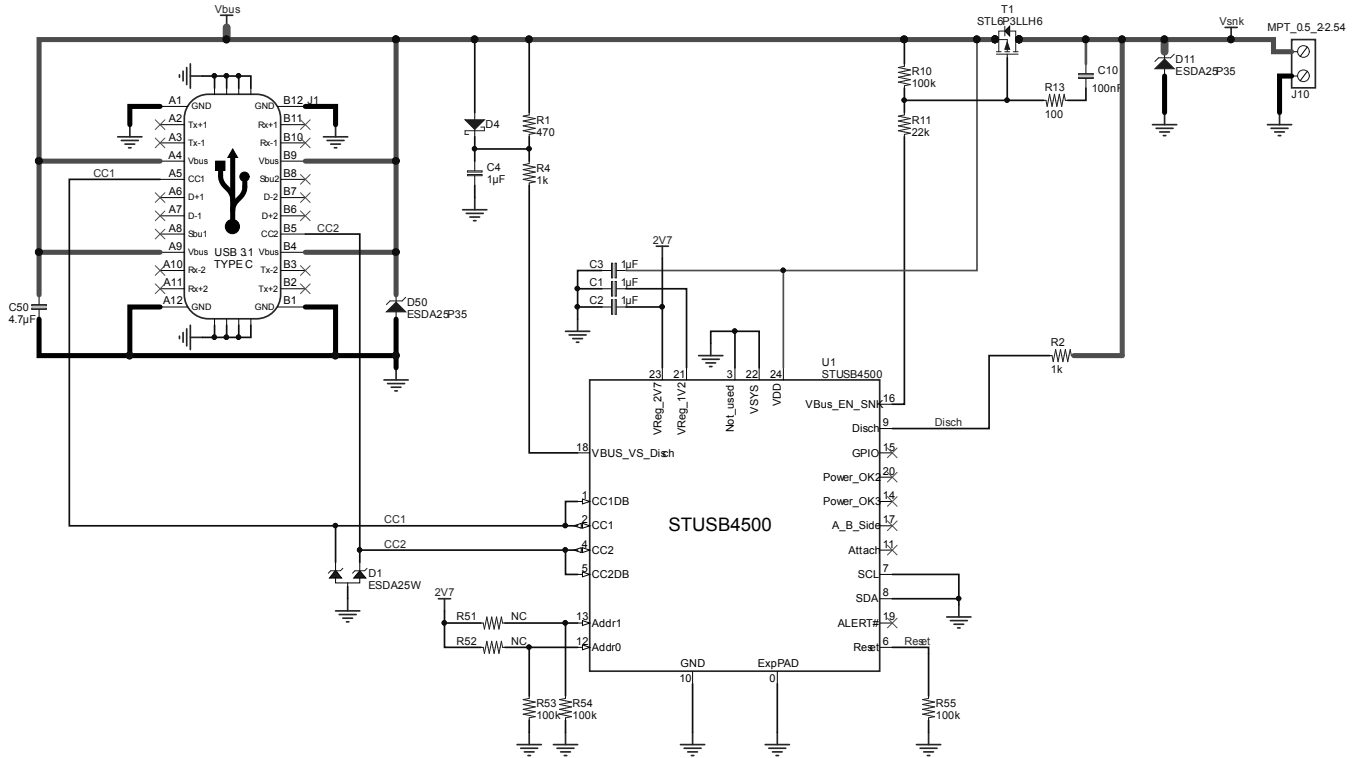 Vbus
T1
STL6P3LLH6
Vsnk
MPT_0.5_2-2.54
J10
D11
ESDA25P35
C10
100nF
R13
100
R10
100k
R11
22k
D4
R1
470
R4
1k
C4
1µF
J1
A1 GND
A2 Tx+1
A3 Tx-1
A4 Vbus
A5 CC1
A6 D+1
A7 D-1
A8 Sbu1
A9 Vbus
A10 Rx-2
A11 Rx+2
A12 GND
GND B12
Rx+1 B11
Rx-1 B10
Vbus B9
Sbu2 B8
D-2 B7
D+2 B6
CC2 B5
Vbus B4
Tx-2 B3
Tx+2 B2
GND B1
USB 3.1
TYPE C
CC1
CC2
C50
4.7µF
D50
ESDA25P35
2V7
C3 1µF
C1 1µF
C2 1µF
R2
1k
U1
STUSB4500
23 VReg_2V7
21 VReg_1V2
3 Not_used
22 VSYS
24 VDD
VBus_EN_SNK 16
Disch 9
Disch
GPIO 15
Power_OK2 20
Power_OK3 14
A_B_Side 17
Attach 11
SCL 7
SDA 8
ALERT# 19
Reset 6
Reset
18 VBUS_VS_Disch
1 CC1DB
2 CC1
4 CC2
5 CC2DB
13 Addr1
12 Addr0
STUSB4500
GND
10
ExpPAD
0
CC1
CC2
D1
ESDA25W
2V7
R51 NC
R52 NC
R53
100k
R54
100k
R55
100k